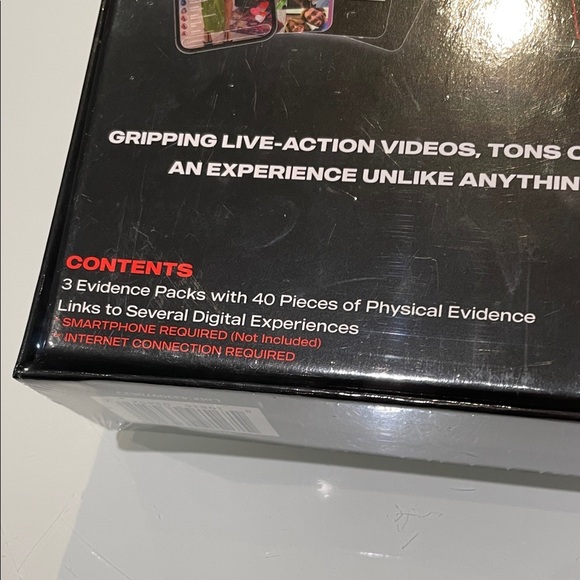 GRIPPING LIVE-ACTION VIDEOS, TONS
AN EXPERIENCE UNLIKE
CONTENTS
3 Evidence Packs with 40 Pieces of Physical Evidence
Links to Several Digital Experiences
SMARTPHONE REQUIRED (Not Included)
INTERNET CONNECTION REQUIRED